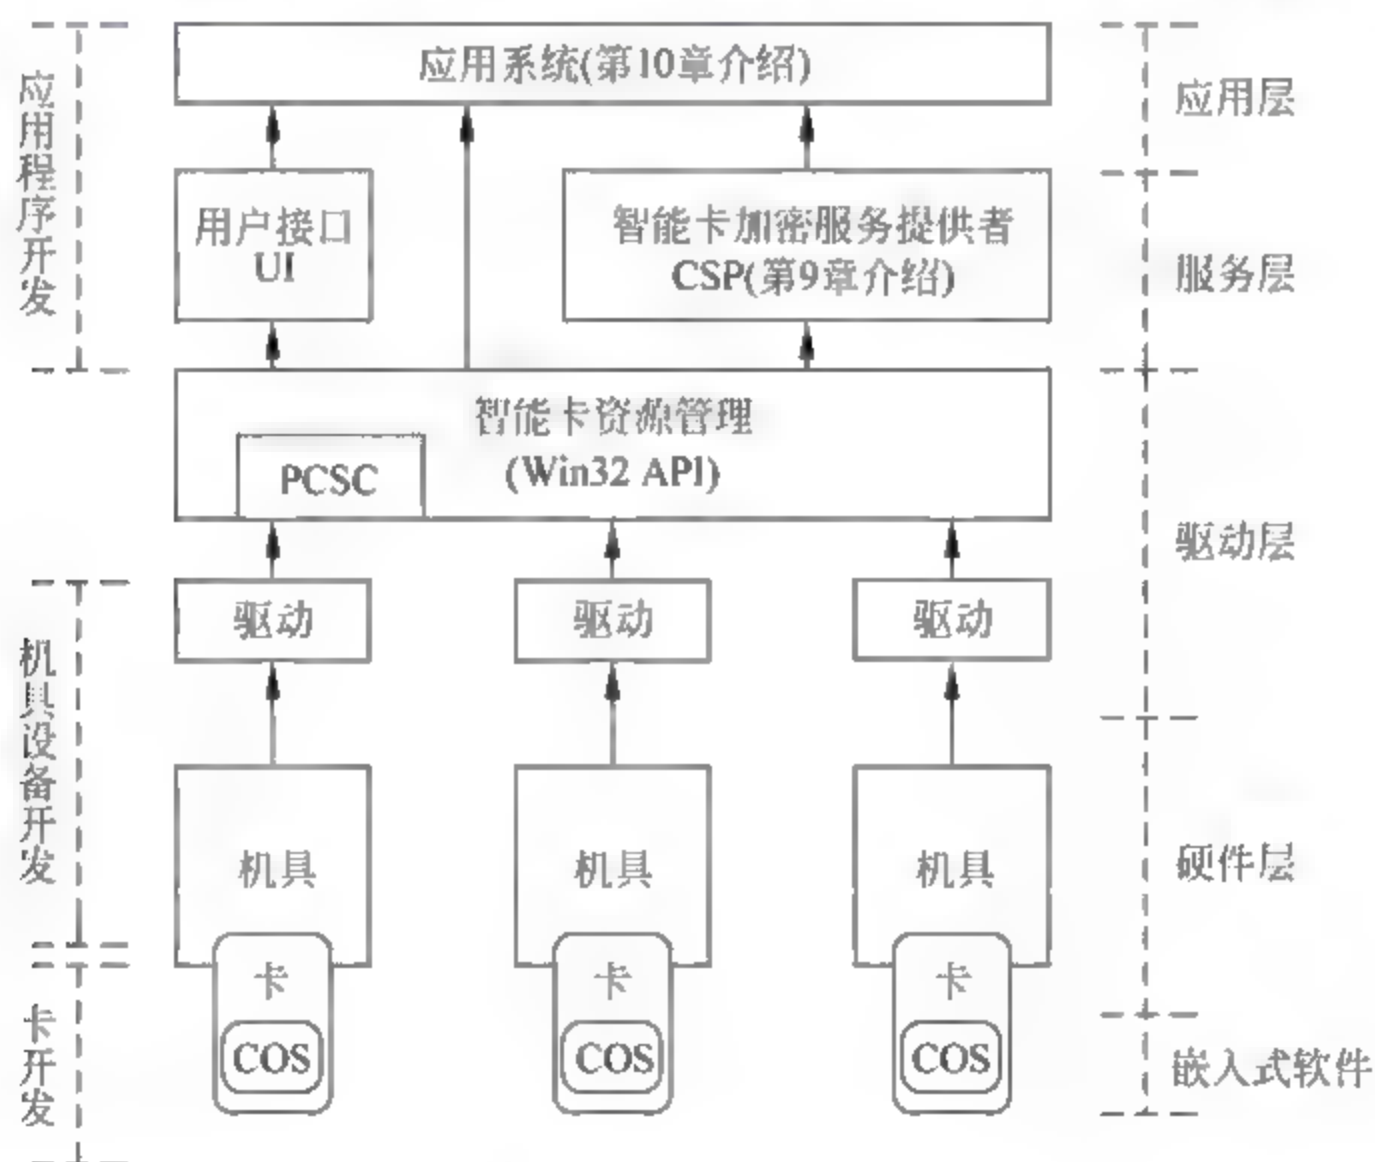 应用系统(第10章介绍)
用户接口
UI
智能卡加密服务提供者
CSP(第9章介绍)
智能卡资源管理
(Win32 API)
PCSC
驱动
驱动
驱动
机具
机具
机具
卡
卡
卡
COS
COS
COS
应用程序开发
机具设备开发
卡开发
应用层
服务层
驱动层
硬件层
嵌入式软件